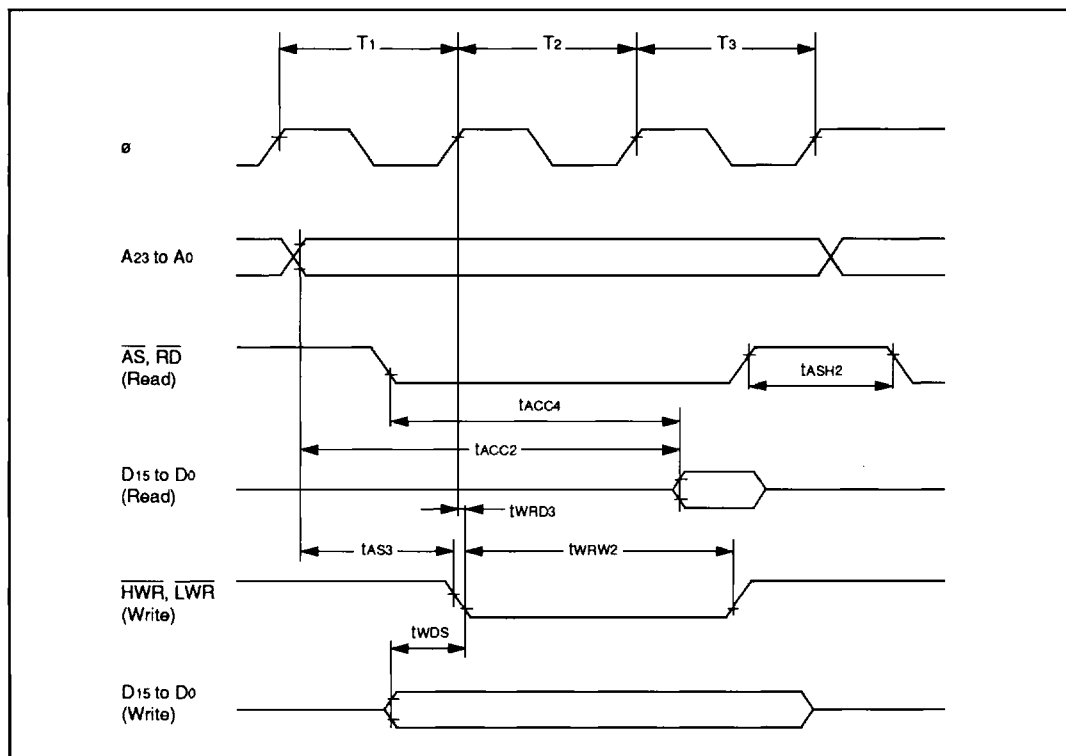 T1 T2 T3
ø
A23 to A0
AS, RD
(Read)
tASH2
tACC4
tACC2
D15 to D0
(Read)
tWRD3
tAS3 tWRW2
HWR, LWR
(Write)
tWDS
D15 to D0
(Write)